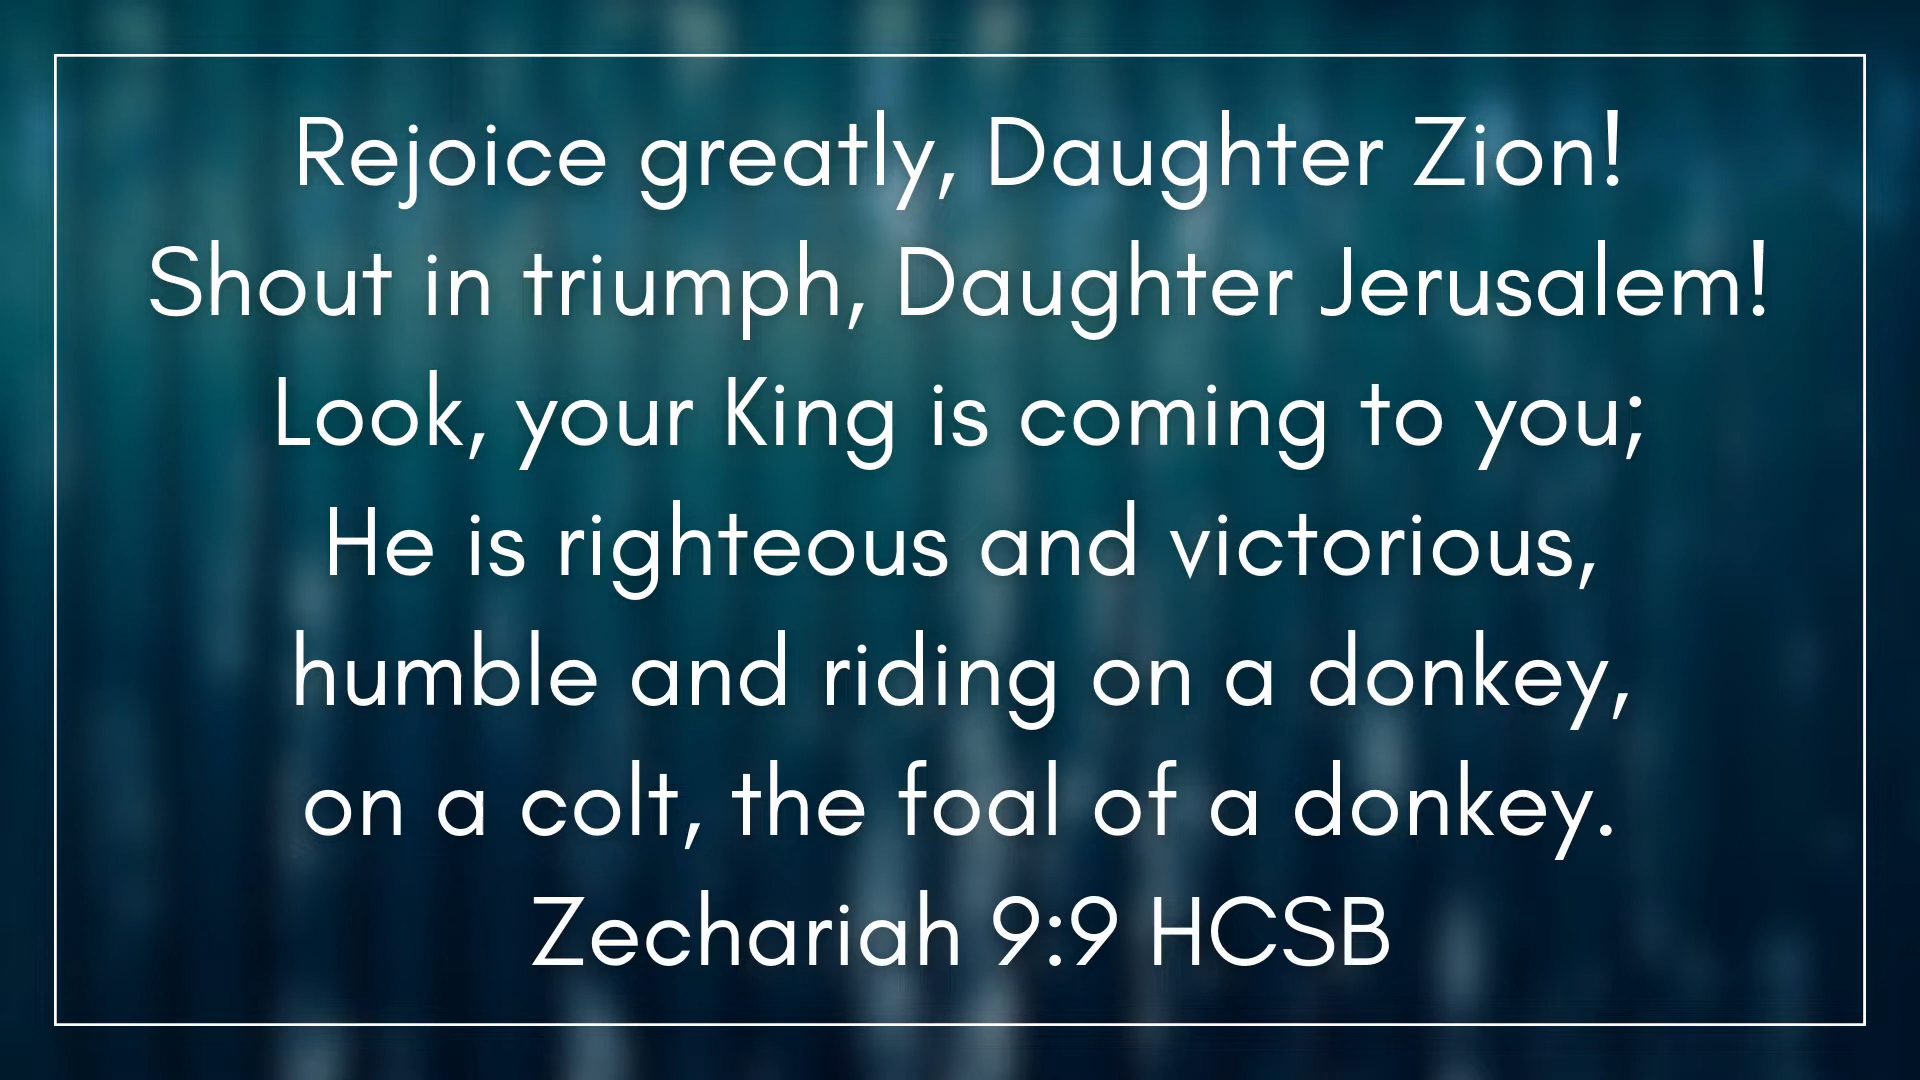 Rejoice greatly, Daughter Zion!
Shout in triumph, Daughter Jerusalem!
Look, your King is coming to you;
He is righteous and victorious,
humble and riding on a donkey,
on a colt, the foal of a donkey.
Zechariah 9:9 HCSB